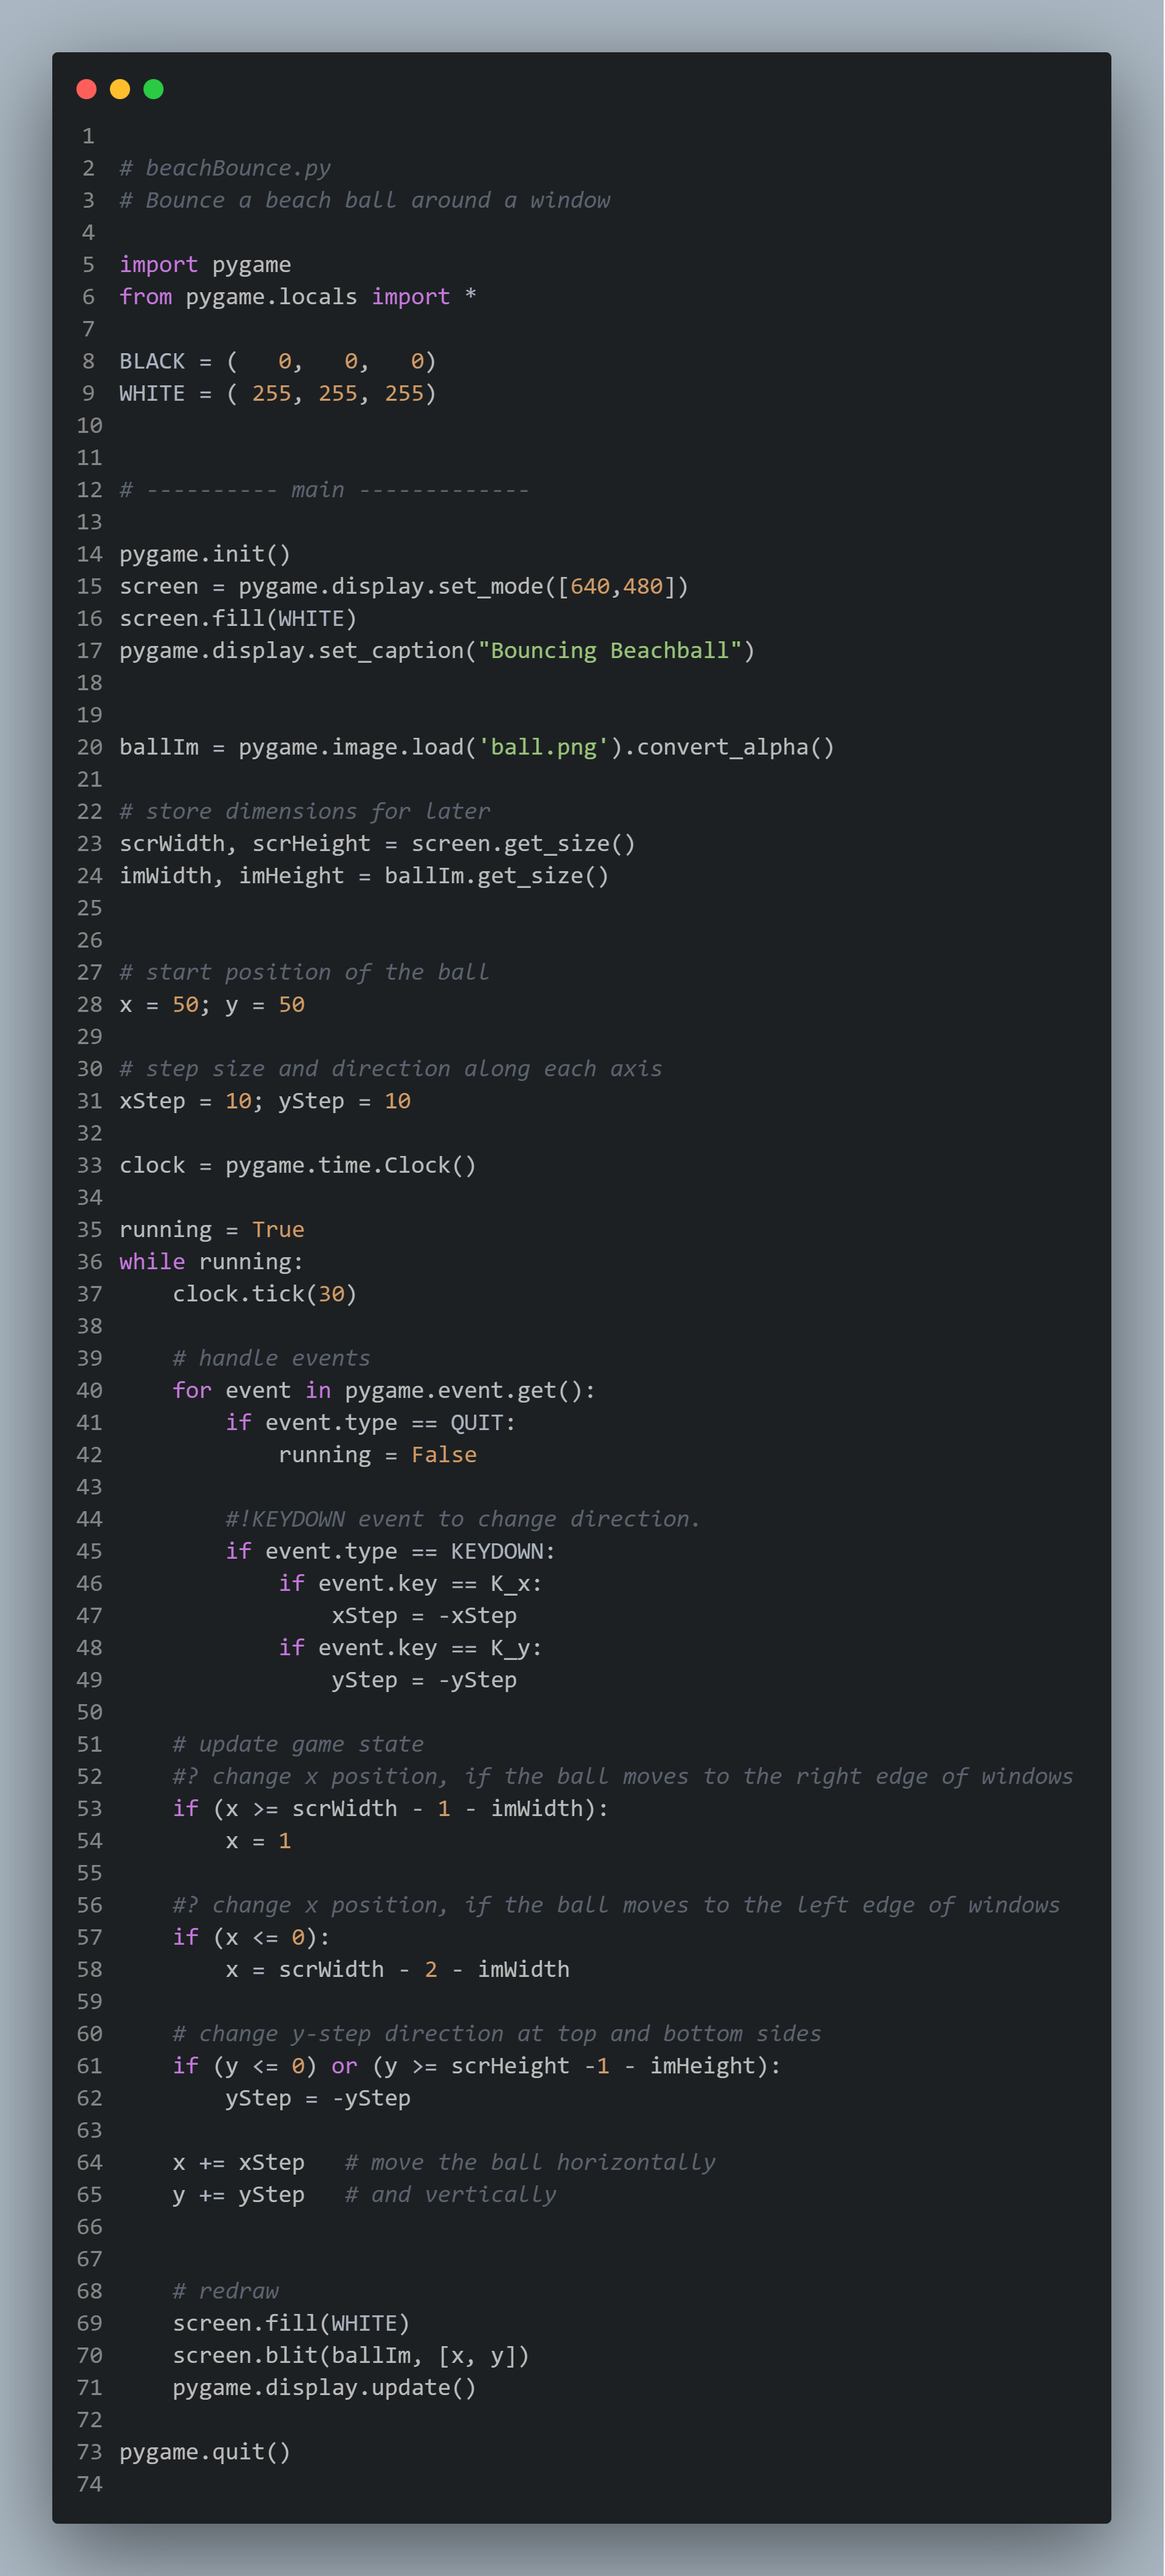 1
2 # beachBounce.py
3 # Bounce a beach ball around a window
4
5 import pygame
6 from pygame.locals import *
7
8 BLACK = (   0,   0,   0)
9 WHITE = ( 255, 255, 255)
10
11
12 # ---------- main -------------
13
14 pygame.init()
15 screen = pygame.display.set_mode([640,480])
16 screen.fill(WHITE)
17 pygame.display.set_caption("Bouncing Beachball")
18
19
20 ballIm = pygame.image.load('ball.png').convert_alpha()
21
22 # store dimensions for later
23 scrWidth, scrHeight = screen.get_size()
24 imWidth, imHeight = ballIm.get_size()
25
26
27 # start position of the ball
28 x = 50; y = 50
29
30 # step size and direction along each axis
31 xStep = 10; yStep = 10
32
33 clock = pygame.time.Clock()
34
35 running = True
36 while running:
37     clock.tick(30)
38
39     # handle events
40     for event in pygame.event.get():
41         if event.type == QUIT:
42             running = False
43
44         #!KEYDOWN event to change direction.
45         if event.type == KEYDOWN:
46             if event.key == K_x:
47                 xStep = -xStep
48             if event.key == K_y:
49                 yStep = -yStep
50
51     # update game state
52     #? change x position, if the ball moves to the right edge of windows
53     if (x >= scrWidth - 1 - imWidth):
54         x = 1
55
56     #? change x position, if the ball moves to the left edge of windows
57     if (x <= 0):
58         x = scrWidth - 2 - imWidth
59
60     # change y-step direction at top and bottom sides
61     if (y <= 0) or (y >= scrHeight -1 - imHeight):
62         yStep = -yStep
63
64     x += xStep   # move the ball horizontally
65     y += yStep   # and vertically
66
67
68     # redraw
69     screen.fill(WHITE)
70     screen.blit(ballIm, [x, y])
71     pygame.display.update()
72
73 pygame.quit()
74